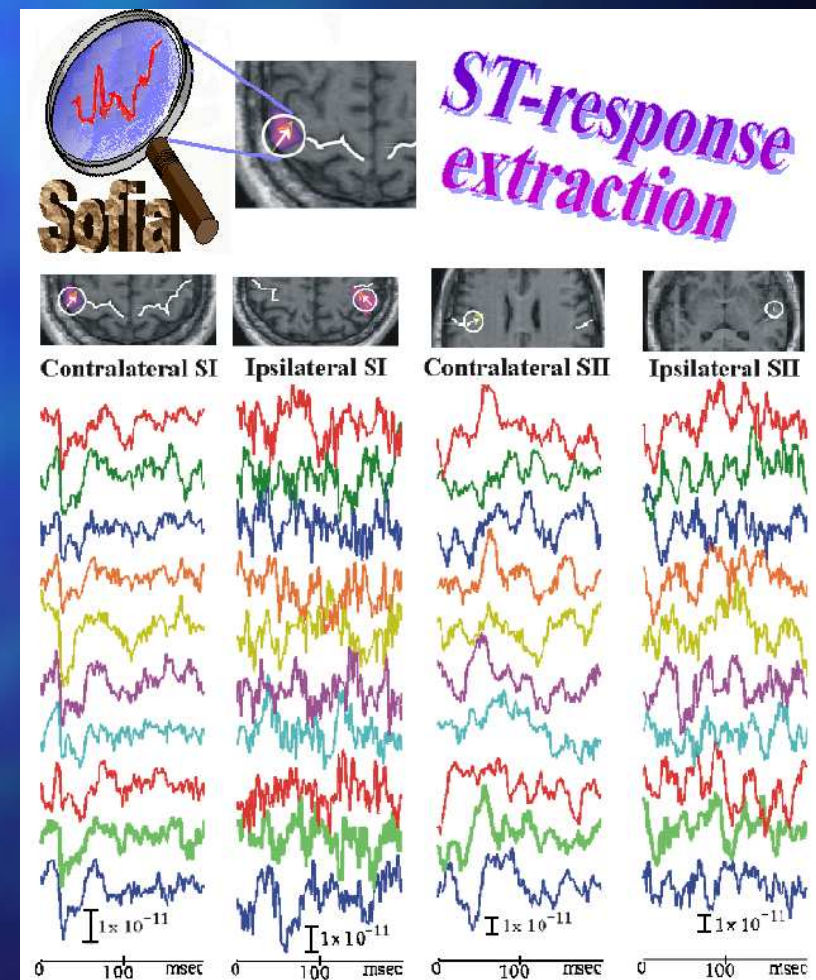 ST-response
extraction
Sofia
Contralateral SI
Ipsilateral SI
Contralateral SII
Ipsilateral SII
1x 10⁻¹¹
1x 10⁻¹¹
1x 10⁻¹¹
1x 10⁻¹¹
0 100 msec
0 100 msec
0 100 msec
0 100 msec